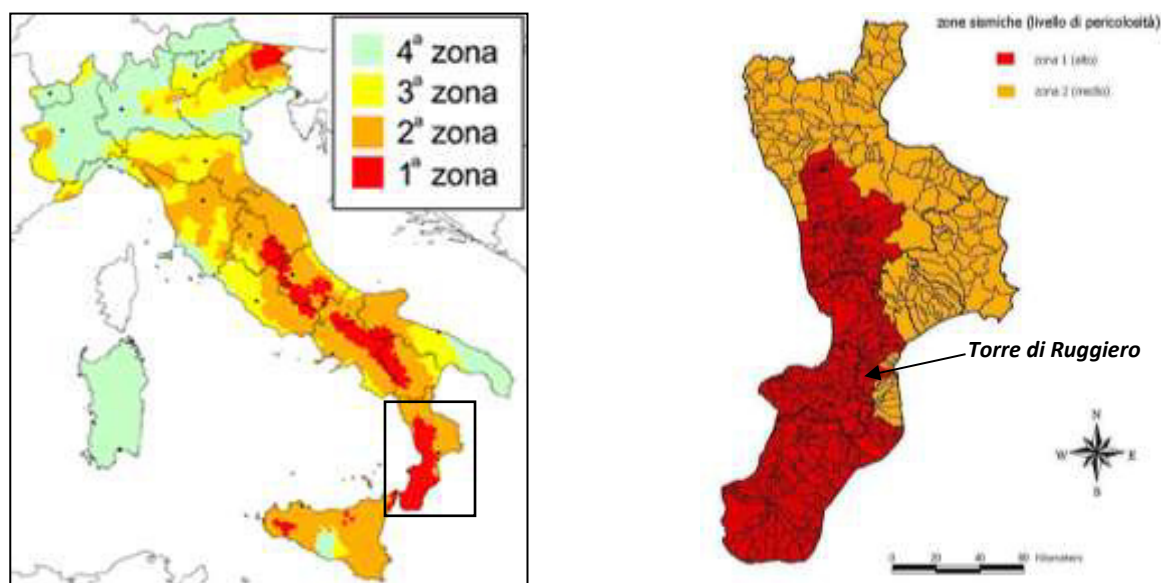 4ª zona
3ª zona
2ª zona
1ª zona
zone sismiche (livello di pericolosità)
zona 1 (alto)
zona 2 (medio)
Torre di Ruggiero
N
W E
S
0 20 40 60 Kilometers